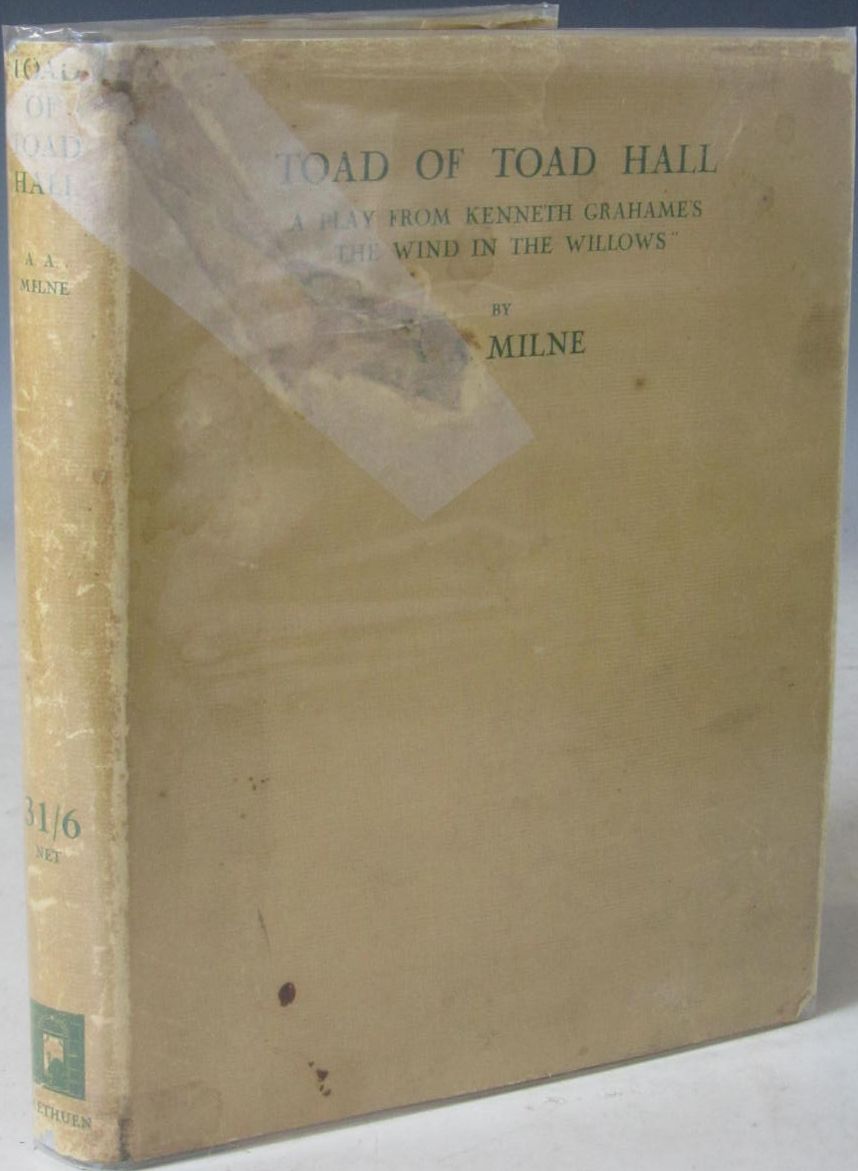 TOAD
OF
TOAD
HALL
A. A.
MILNE
31/6
NET
METHUEN
TOAD OF TOAD HALL
A PLAY FROM KENNETH GRAHAME'S
THE WIND IN THE WILLOWS"
BY
MILNE